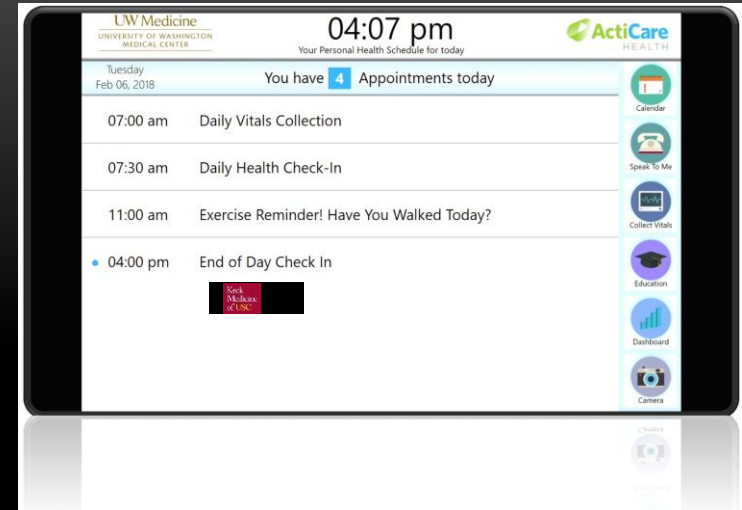 UW Medicine
UNIVERSITY OF WASHINGTON
MEDICAL CENTER
04:07 pm
Your Personal Health Schedule for today
ActiCare
HEALTH
Tuesday
Feb 06, 2018
You have 4 Appointments today
07:00 am Daily Vitals Collection
07:30 am Daily Health Check-In
11:00 am Exercise Reminder! Have You Walked Today?
04:00 pm End of Day Check In
Keck
Medicine
of USC
Calendar
Speak To Me
Collect Vitals
Education
Dashboard
Camera